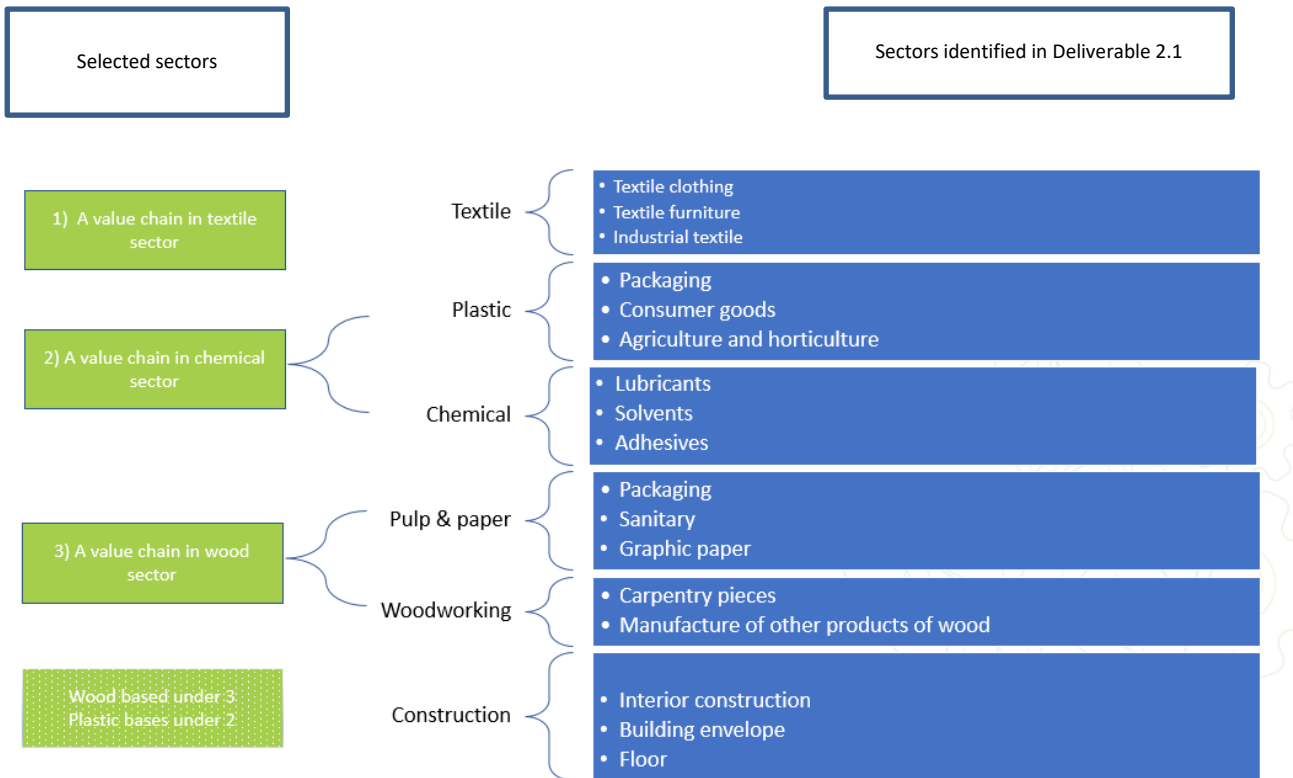 Selected sectors
Sectors identified in Deliverable 2.1
1) A value chain in textile
sector
Textile
• Textile clothing
• Textile furniture
• Industrial textile
2) A value chain in chemical
sector
Plastic
• Packaging
• Consumer goods
• Agriculture and horticulture
Chemical
• Lubricants
• Solvents
• Adhesives
3) A value chain in wood
sector
Pulp & paper
• Packaging
• Sanitary
• Graphic paper
Woodworking
• Carpentry pieces
• Manufacture of other products of wood
Wood based under 3
Plastic bases under 2
Construction
• Interior construction
• Building envelope
• Floor